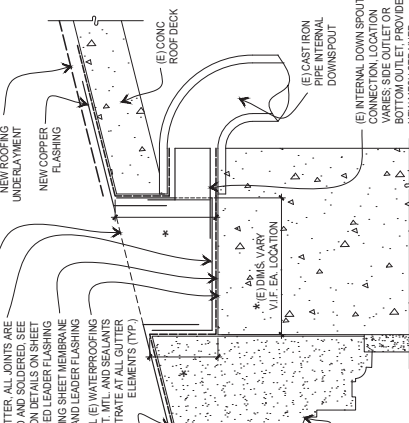 NEW ROOFING
UNDERLAYMENT
NEW COPPER
FLASHING
(E) CONC
ROOF DECK
(E) CAST IRON
PIPE INTERNAL
DOWNSPOUT
(E) INTERNAL DOWN SPOUT
CONNECTION, LOCATION
VARIES: SIDE OUTLET OR
BOTTOM OUTLET, PROVIDE
TTER. ALL JOINTS ARE
D AND SOLDERED, SEE
ON DETAILS ON SHEET
ED LEADER FLASHING
NG SHEET MEMBRANE
AND LEADER FLASHING
L (E) WATERPROOFING
T. MTL. AND SEALANTS
TRATE AT ALL GUTTER
ELEMENTS (TYP.)
*
*
*(E) DIMS. VARY
V.I.F. EA. LOCATION